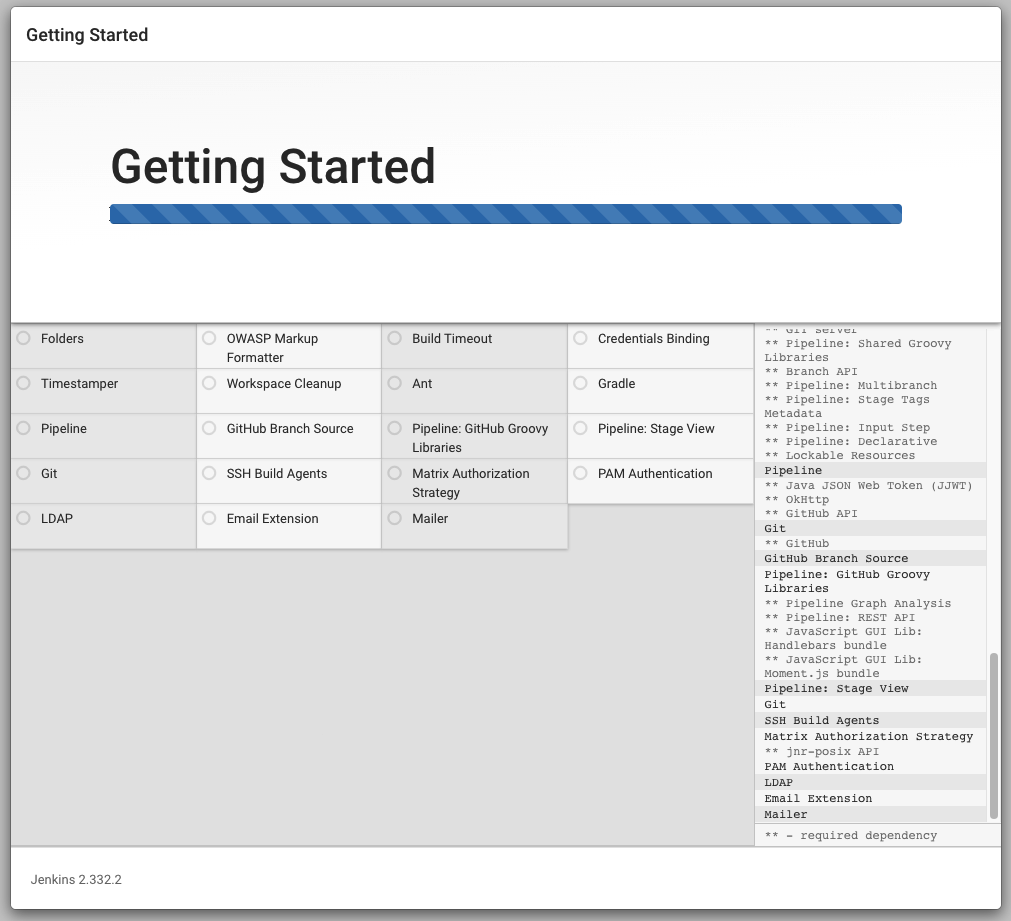 Getting Started
Getting Started
Folders
OWASP Markup
Formatter
Build Timeout
Credentials Binding
Timestamper
Workspace Cleanup
Ant
Gradle
Pipeline
GitHub Branch Source
Pipeline: GitHub Groovy
Libraries
Pipeline: Stage View
Git
SSH Build Agents
Matrix Authorization
Strategy
PAM Authentication
LDAP
Email Extension
Mailer
** Git server
** Pipeline: Shared Groovy
Libraries
** Branch API
** Pipeline: Multibranch
** Pipeline: Stage Tags
Metadata
** Pipeline: Input Step
** Pipeline: Declarative
** Lockable Resources
Pipeline
** Java JSON Web Token (JJWT)
** OkHttp
** GitHub API
Git
** GitHub
GitHub Branch Source
Pipeline: GitHub Groovy
Libraries
** Pipeline Graph Analysis
** Pipeline: REST API
** JavaScript GUI Lib:
Handlebars bundle
** JavaScript GUI Lib:
Moment.js bundle
Pipeline: Stage View
Git
SSH Build Agents
Matrix Authorization Strategy
** jnr-posix API
PAM Authentication
LDAP
Email Extension
Mailer
** - required dependency
Jenkins 2.332.2